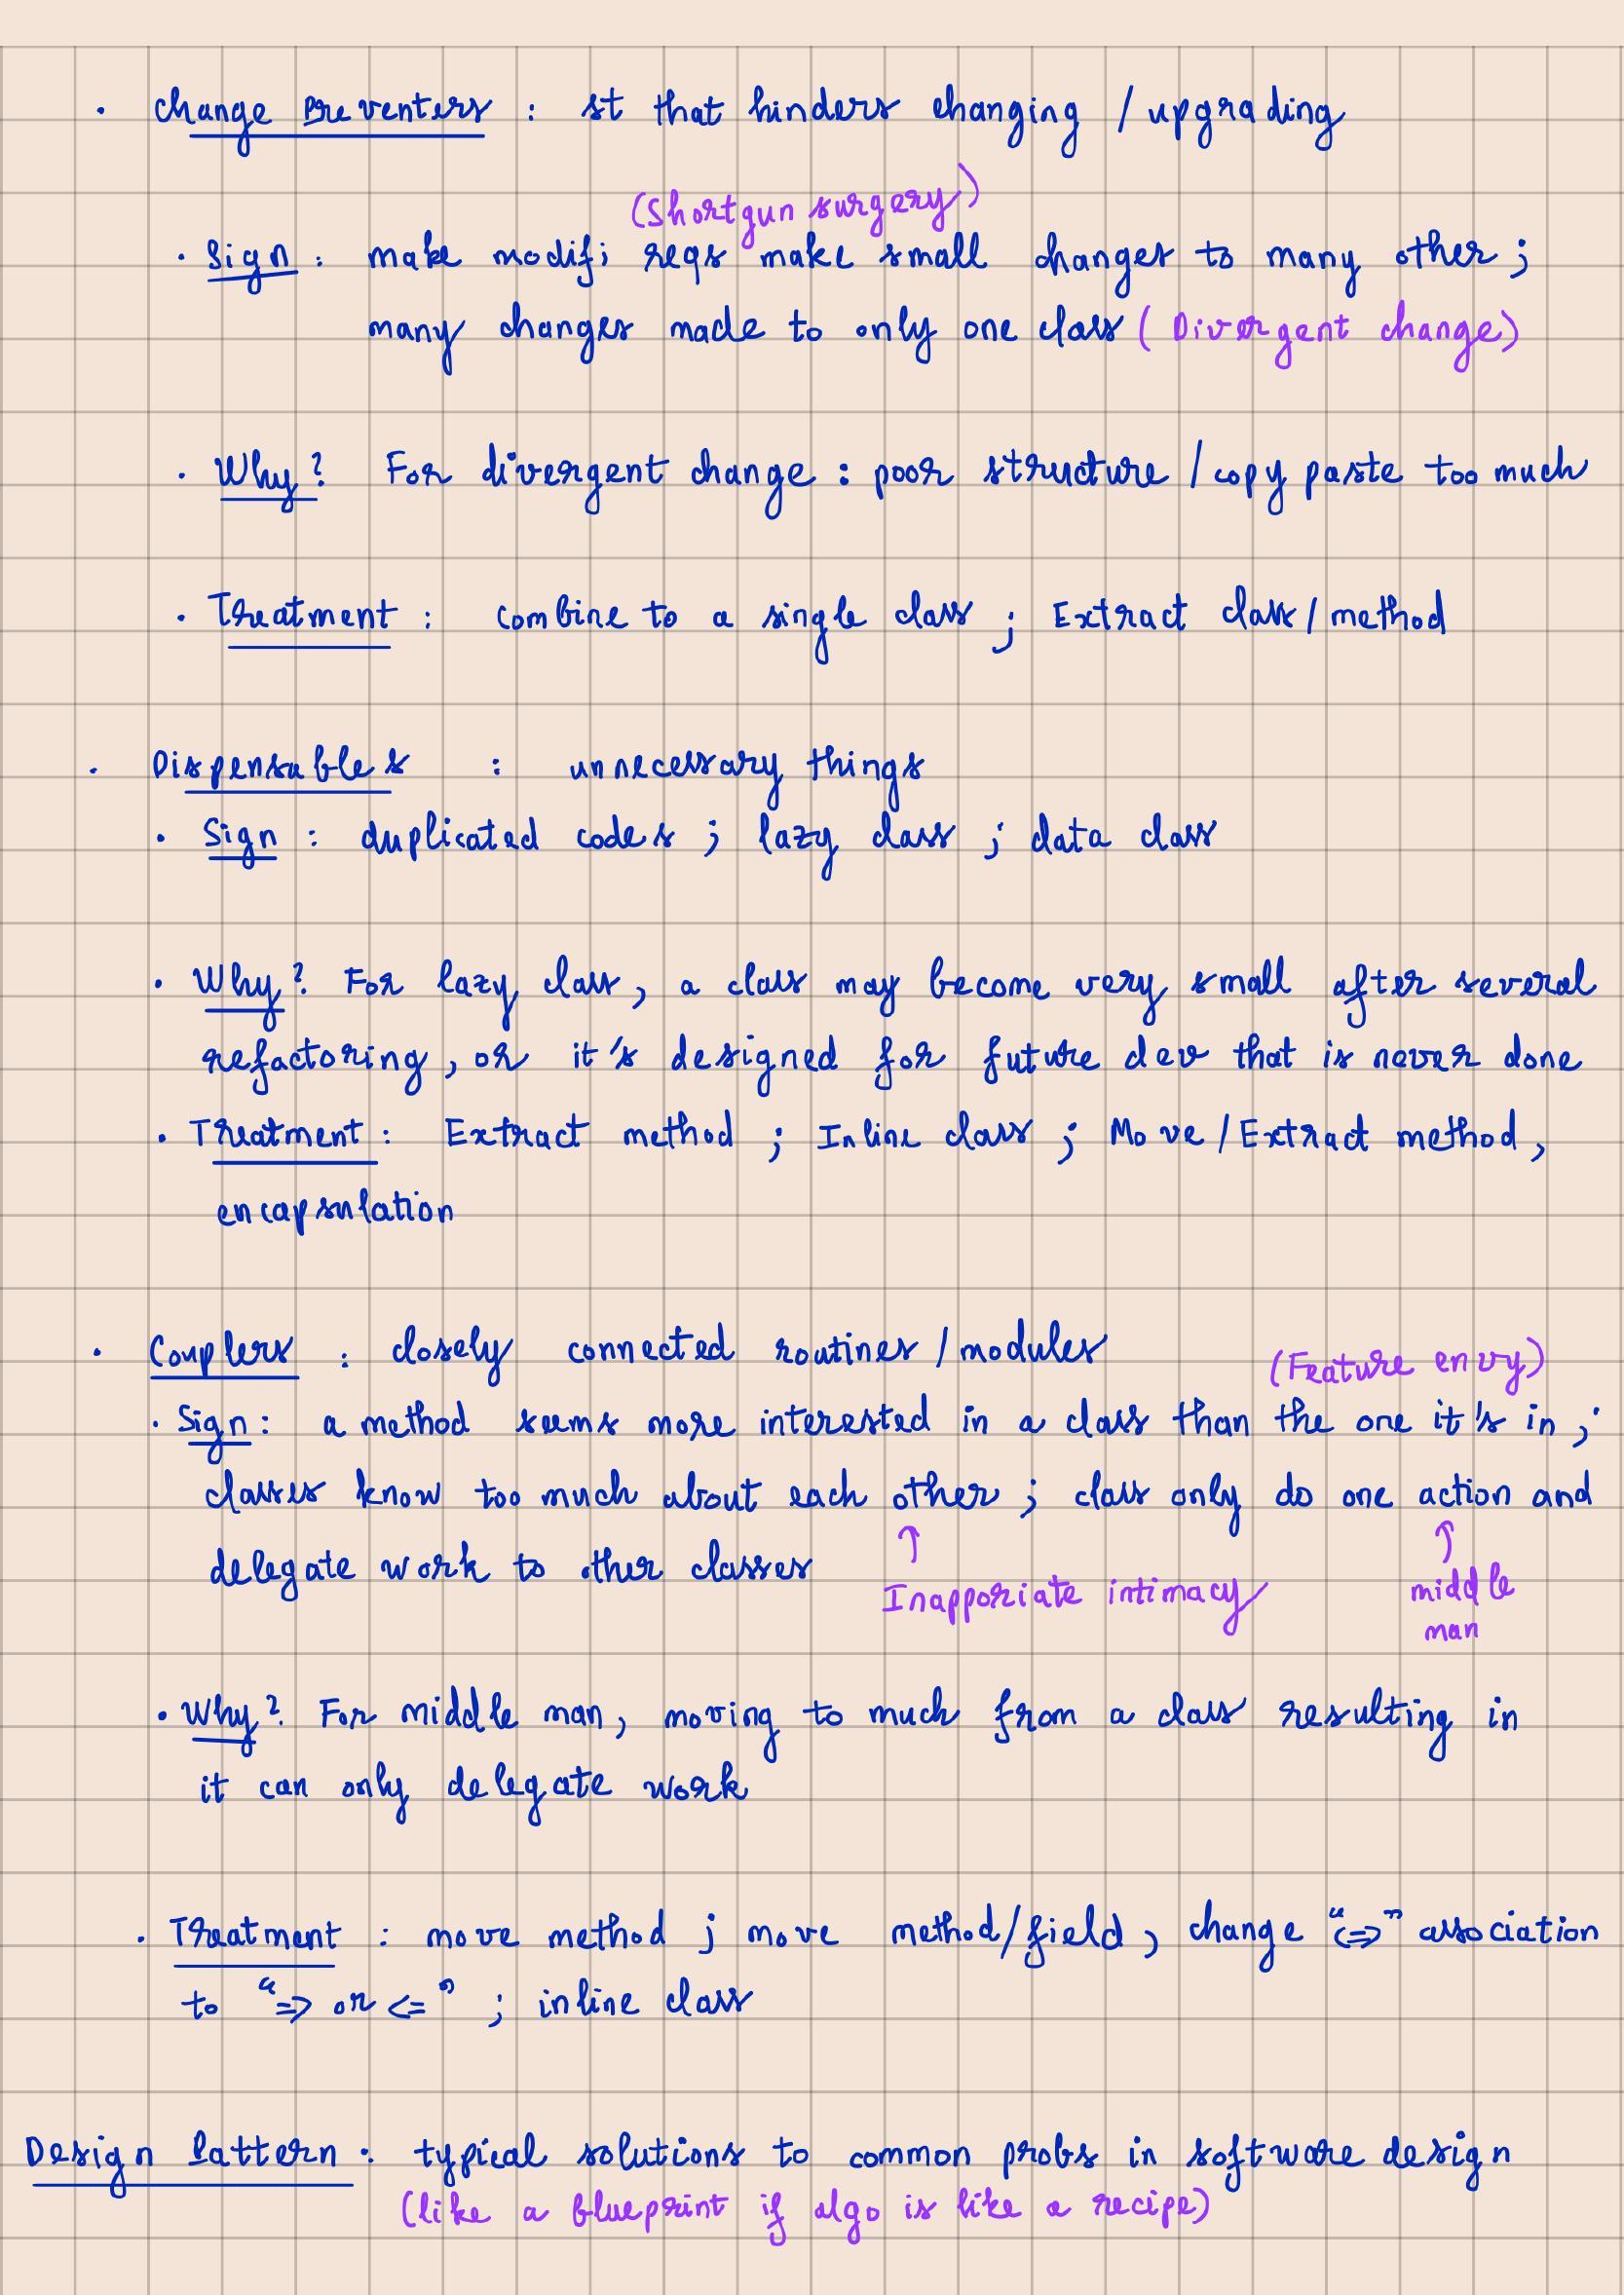 · Change Preventers : st that hinders changing / upgrading
(Shortgun surgery)
· Sign : make modif; reqs make small changes to many other ;
many changes made to only one class (Divergent change)
· Why? For divergent change : poor structure / copy paste too much
· Treatment : combine to a single class ; Extract class/method
· Dispensables : unnecessary things
· Sign : duplicated codes ; lazy class ; data class
· Why? For lazy class, a class may become very small after several
refactoring, or it's designed for future dev that is never done
· Treatment : Extract method ; Inline class ; Move/Extract method,
encapsulation
· Couplers : closely connected routines / modules
(Feature envy)
· Sign : a method seems more interested in a class than the one it's in ;
classes know too much about each other ; class only do one action and
delegate work to other classes
↑ Inapporiate intimacy
↑ middle
man
· Why? For middle man, moving to much from a class resulting in
it can only delegate work
· Treatment : move method ; move method/field, change "<=>" association
to "=> or <=" ; inline class
Design Pattern : typical solutions to common probs in software design
(like a blueprint if algo is like a recipe)